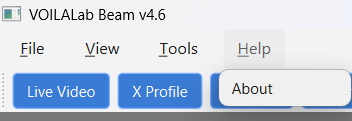 VOILALab Beam v4.6
File View Tools Help
Live Video X Profile About